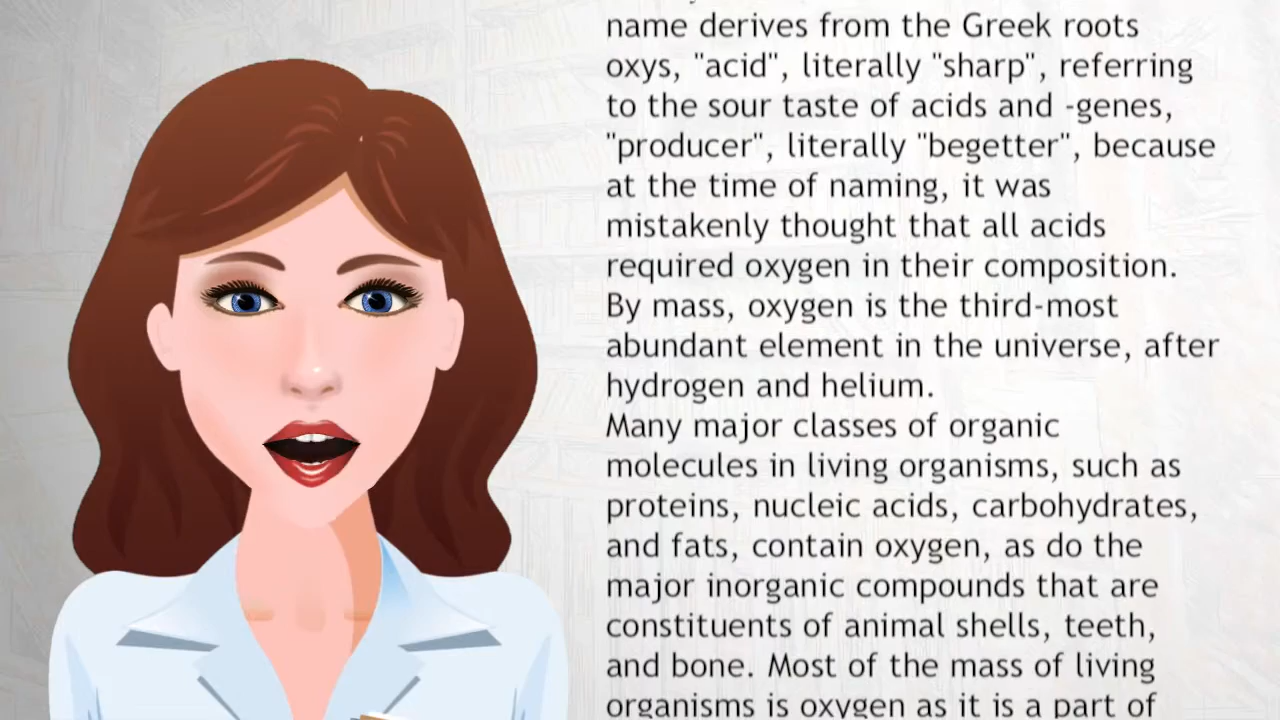 name derives from the Greek roots
oxys, "acid", literally "sharp", referring
to the sour taste of acids and -genes,
"producer", literally "begetter", because
at the time of naming, it was
mistakenly thought that all acids
required oxygen in their composition.
By mass, oxygen is the third-most
abundant element in the universe, after
hydrogen and helium.
Many major classes of organic
molecules in living organisms, such as
proteins, nucleic acids, carbohydrates,
and fats, contain oxygen, as do the
major inorganic compounds that are
constituents of animal shells, teeth,
and bone. Most of the mass of living
organisms is oxygen as it is a part of